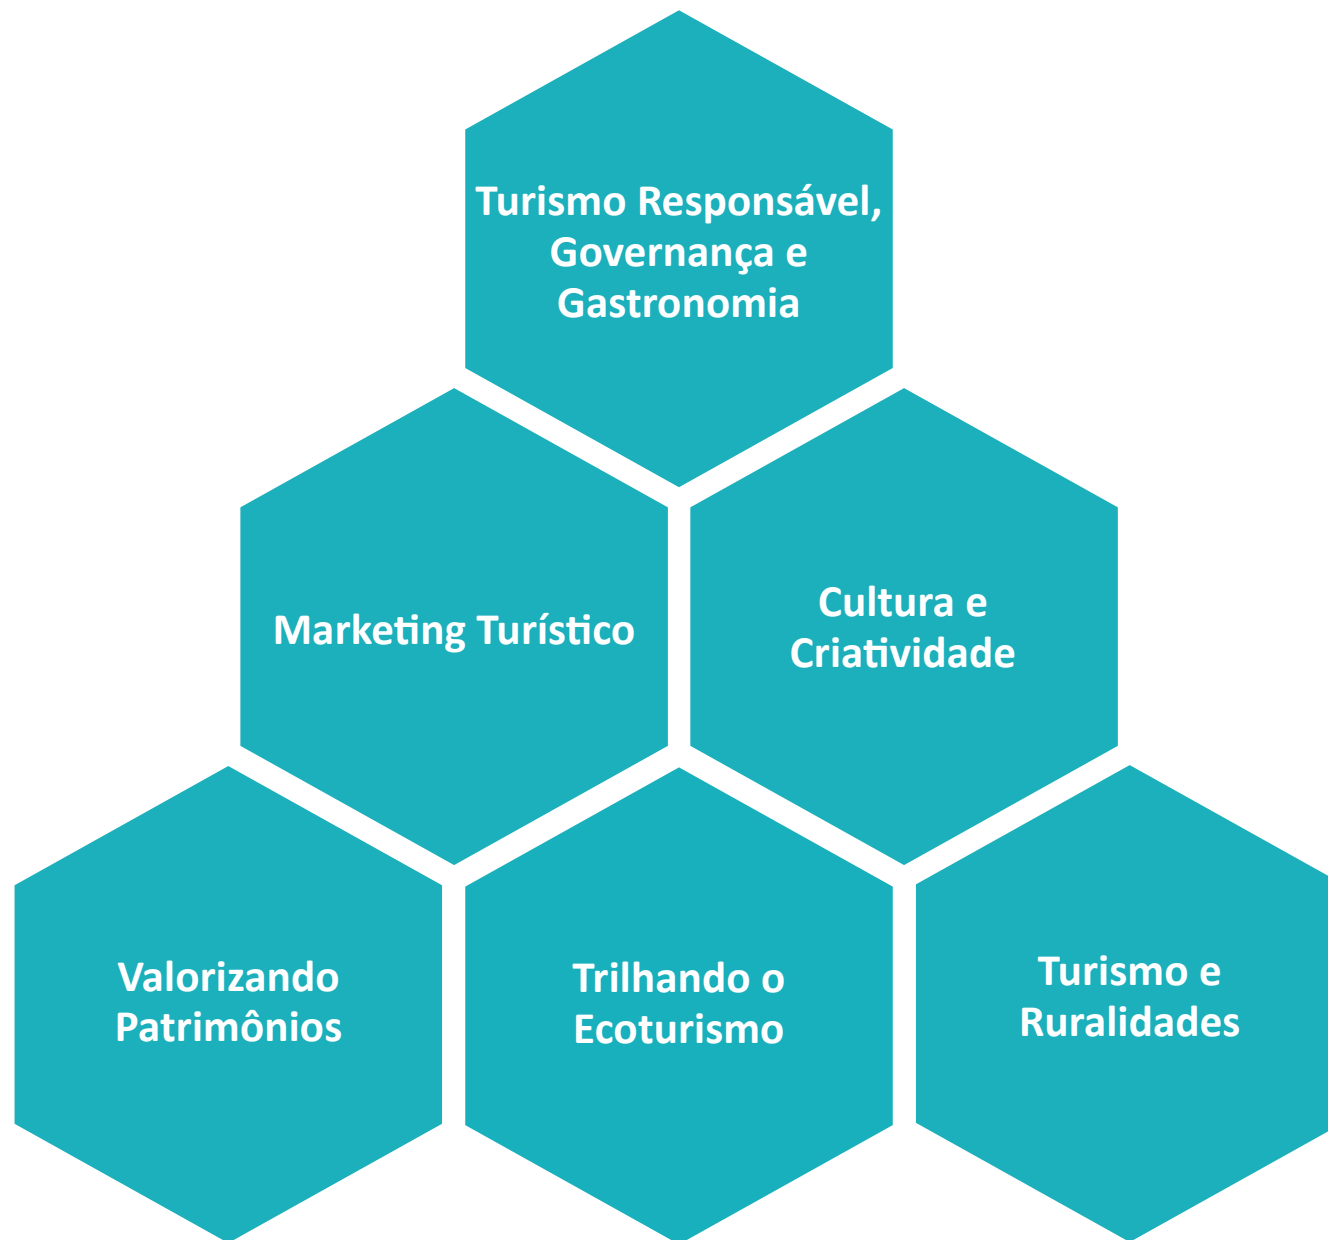 Turismo Responsável,
Governança e
Gastronomia
Marketing Turístico
Cultura e
Criatividade
Valorizando
Patrimônios
Trilhando o
Ecoturismo
Turismo e
Ruralidades